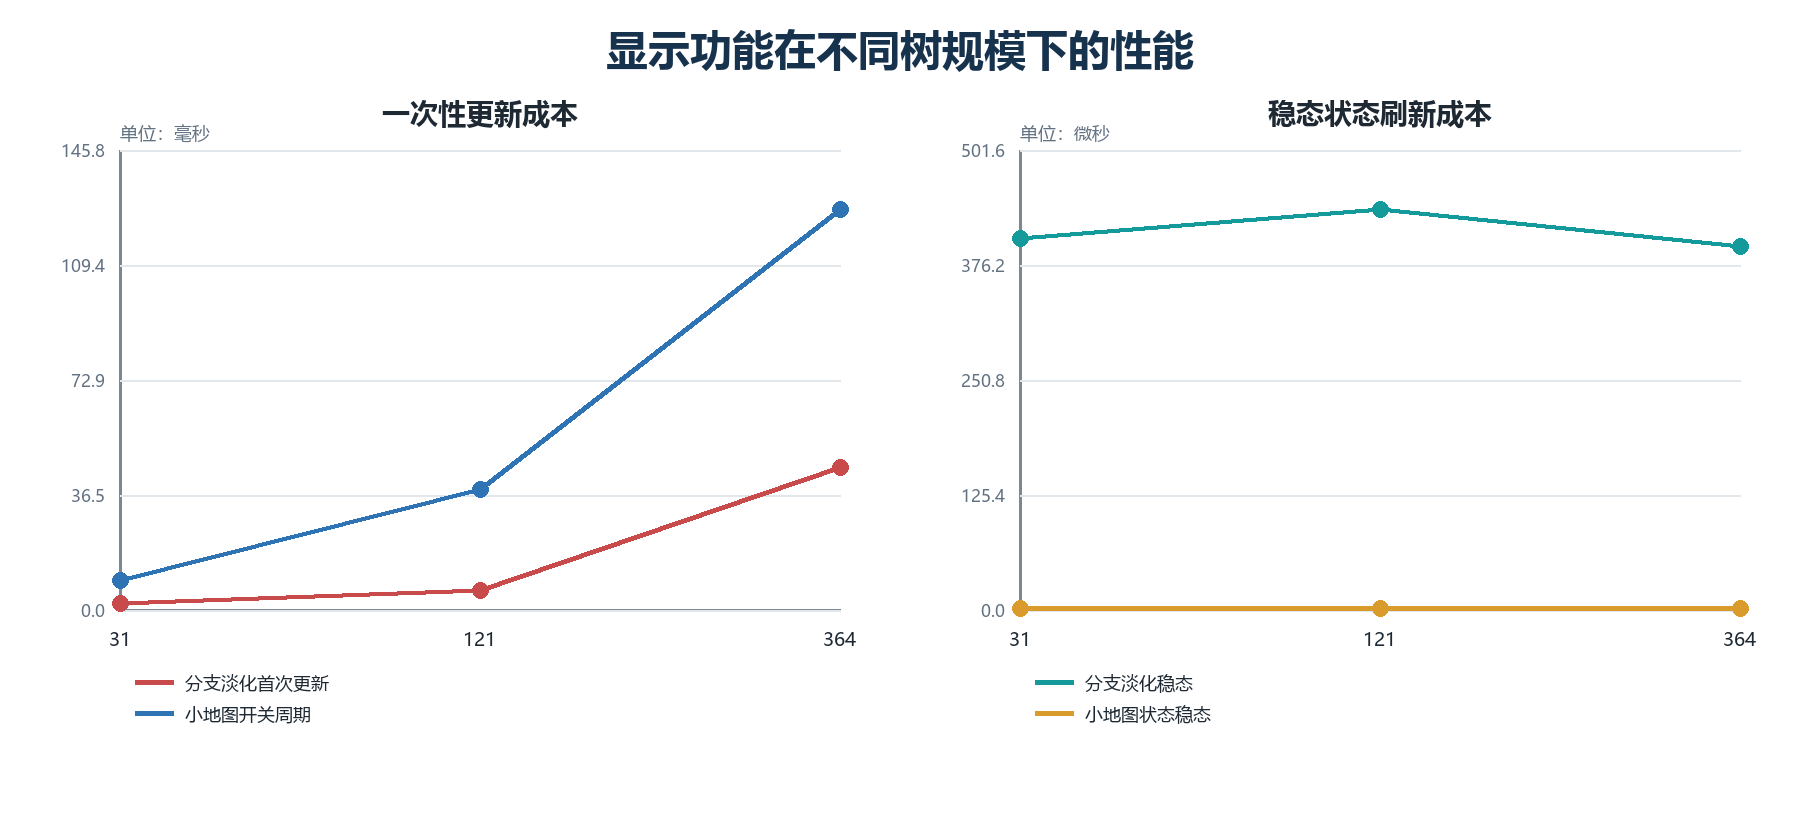 显示功能在不同树规模下的性能
一次性更新成本
单位：毫秒
145.8
109.4
72.9
36.5
0.0
31
121
364
分支淡化首次更新
小地图开关周期
稳态状态刷新成本
单位：微秒
501.6
376.2
250.8
125.4
0.0
31
121
364
分支淡化稳态
小地图状态稳态